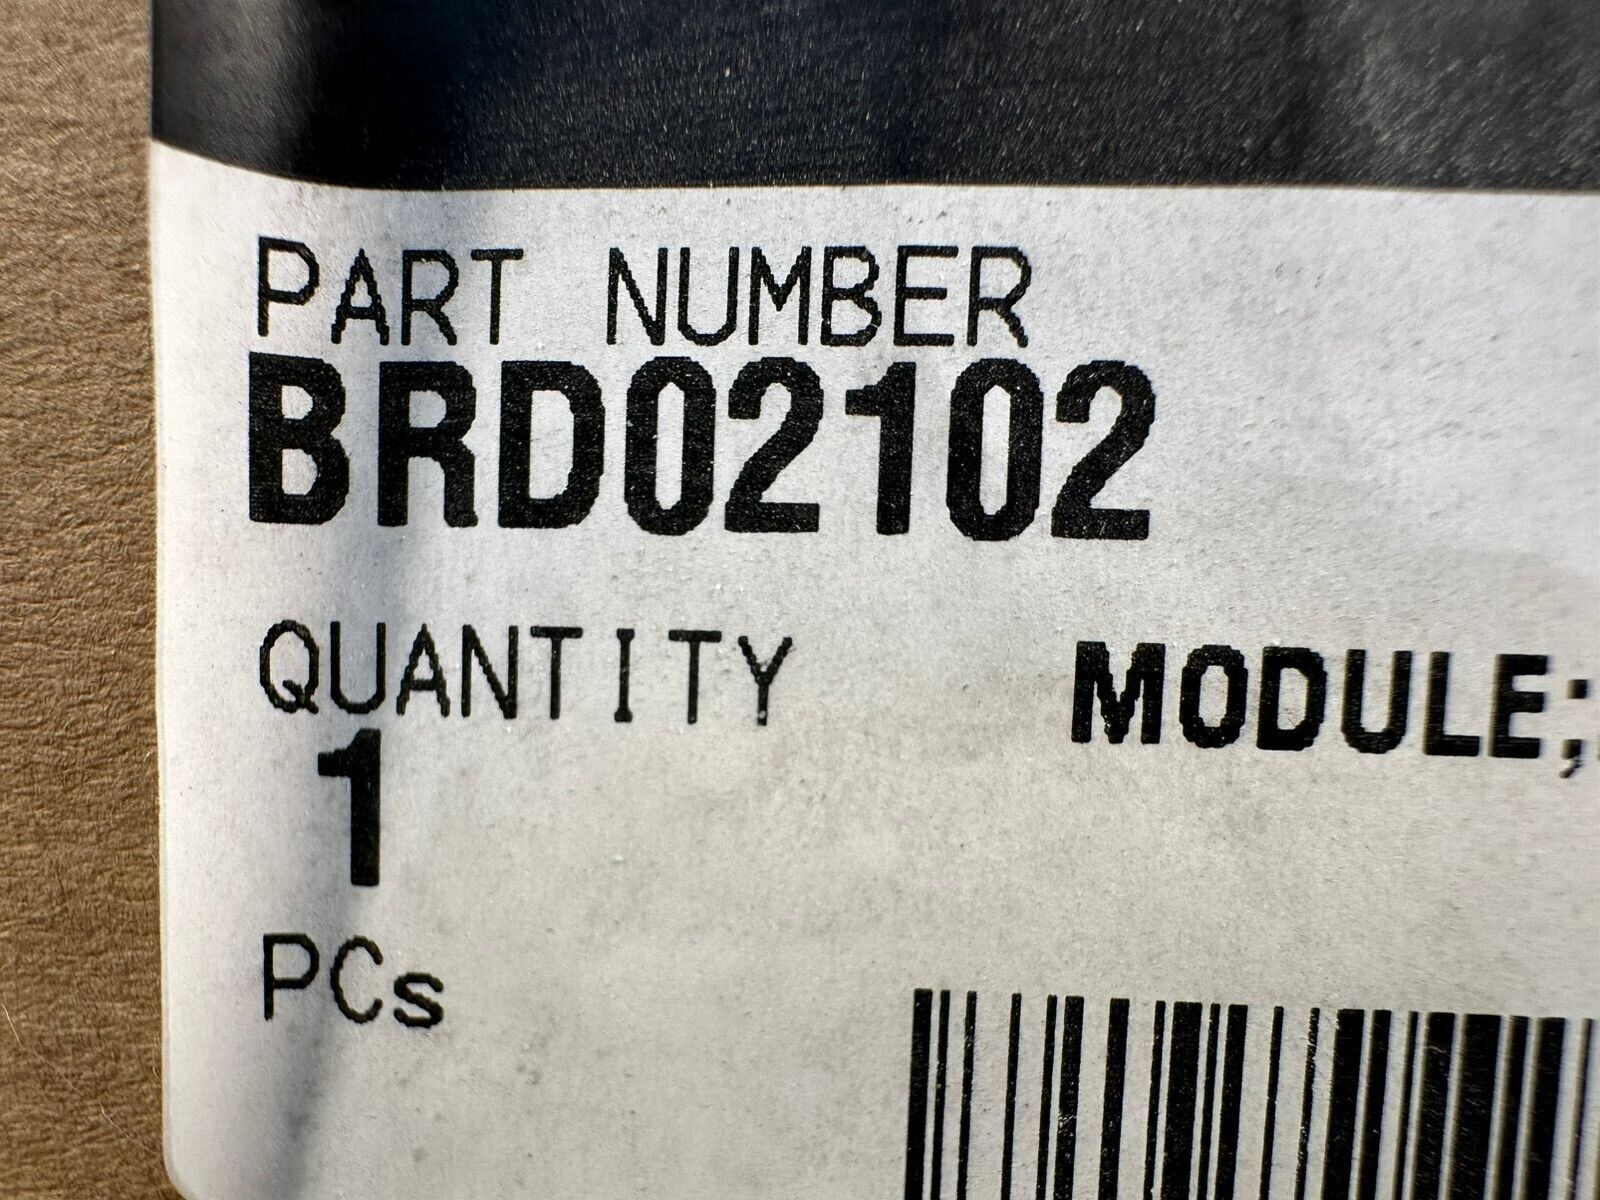 PART NUMBER
BRD02102
QUANTITY
MODULE;
1
PCs